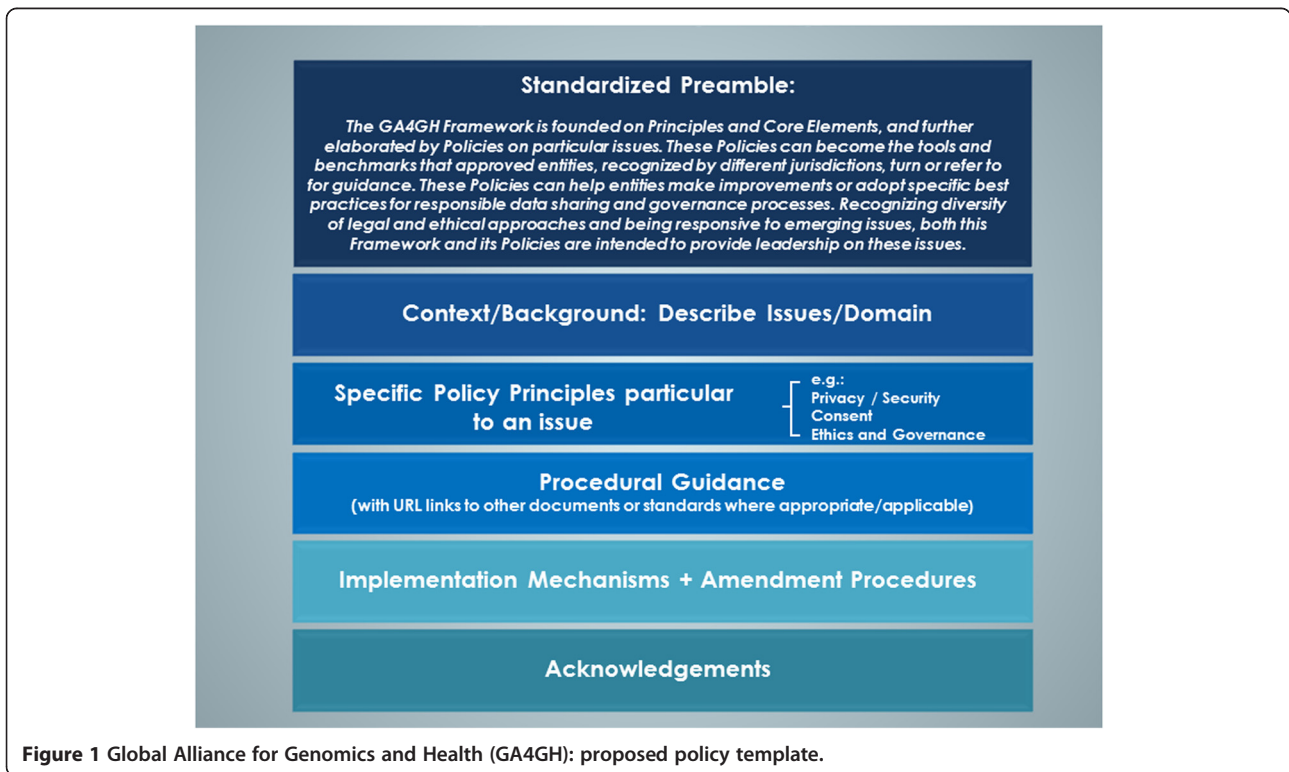 Standardized Preamble:
The GA4GH Framework is founded on Principles and Core Elements, and further
elaborated by Policies on particular issues. These Policies can become the tools and
benchmarks that approved entities, recognized by different jurisdictions, turn or refer to
for guidance. These Policies can help entities make improvements or adopt specific best
practices for responsible data sharing and governance processes. Recognizing diversity
of legal and ethical approaches and being responsive to emerging issues, both this
Framework and its Policies are intended to provide leadership on these issues.
Context/Background: Describe Issues/Domain
Specific Policy Principles particular
to an issue
e.g.:
Privacy / Security
Consent
Ethics and Governance
Procedural Guidance
(with URL links to other documents or standards where appropriate/applicable)
Implementation Mechanisms + Amendment Procedures
Acknowledgements
Figure 1 Global Alliance for Genomics and Health (GA4GH): proposed policy template.